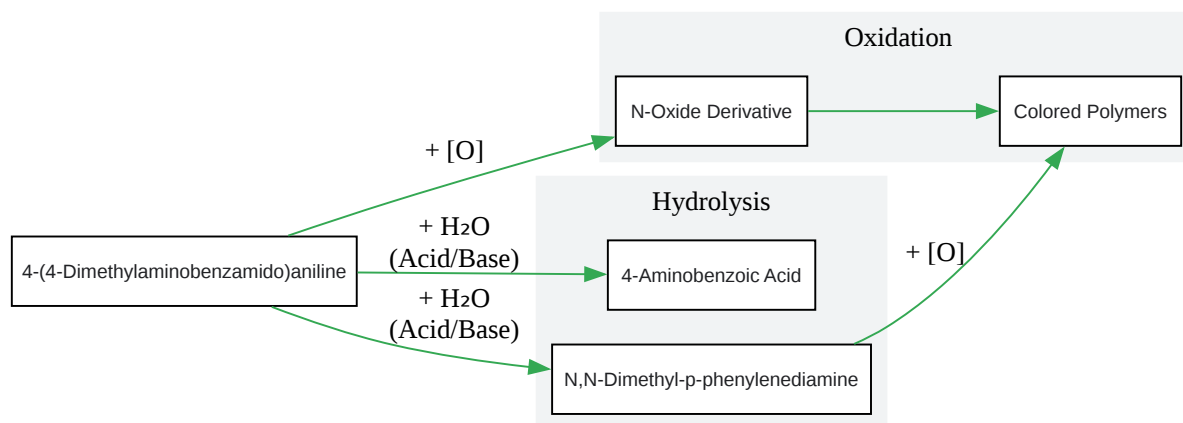 Oxidation
N-Oxide Derivative
Colored Polymers
+ [O]
Hydrolysis
+ H₂O
(Acid/Base)
4-Aminobenzoic Acid
+ [O]
4-(4-Dimethylaminobenzamido)aniline
+ H₂O
(Acid/Base)
N,N-Dimethyl-p-phenylenediamine